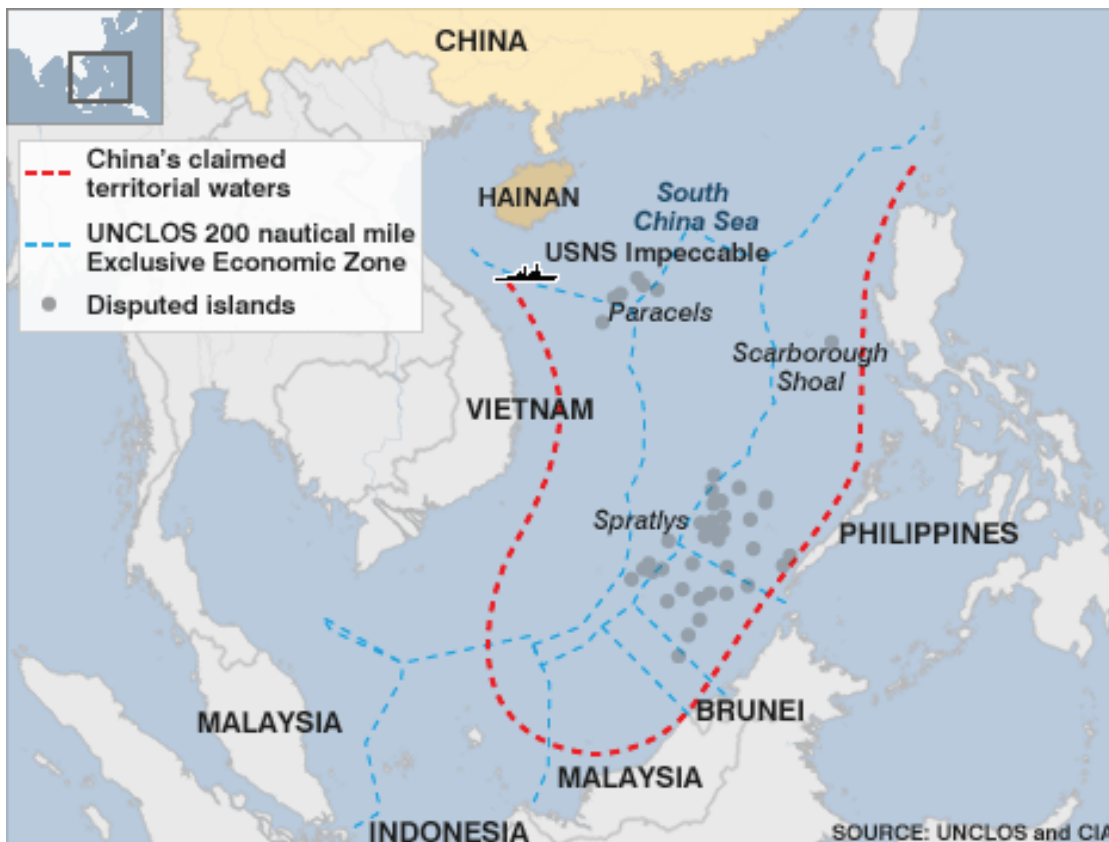 CHINA
China's claimed
territorial waters
UNCLOS 200 nautical mile
Exclusive Economic Zone
Disputed islands
HAINAN
South
China Sea
USNS Impeccable
Paracels
Scarborough
Shoal
VIETNAM
Spratlys
PHILIPPINES
MALAYSIA
BRUNEI
MALAYSIA
INDONESIA
SOURCE: UNCLOS and CIA